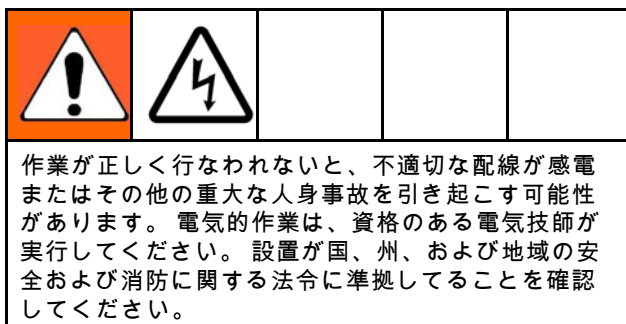 作業が正しく行なわれないと、不適切な配線が感電
またはその他の重大な人身事故を引き起こす可能性
があります。 電気的作業は、資格のある電気技師が
実行してください。 設置が国、州、および地域の安
全および消防に関する法令に準拠してることを確認
してください。